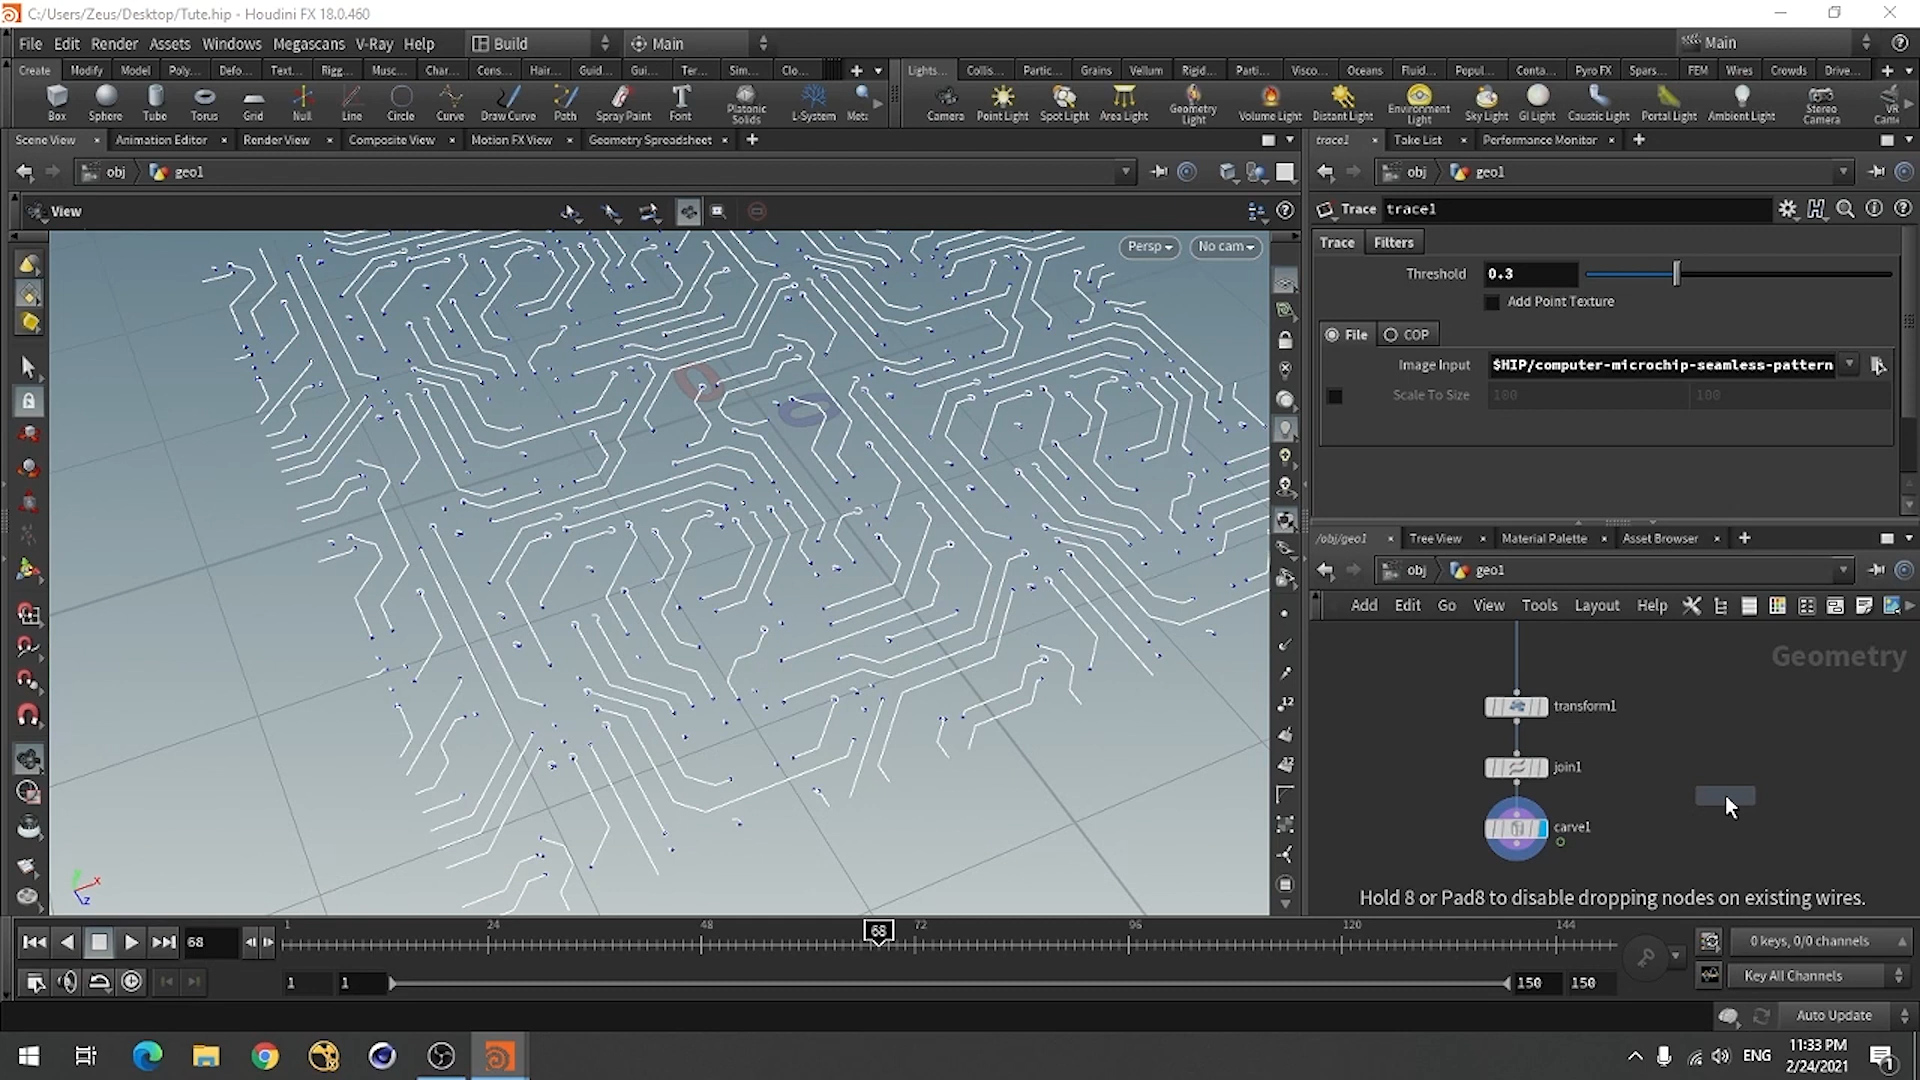 C:/Users/Zeus/Desktop/Tute.hip - Houdini FX 18.0.460
File Edit Render Assets Windows Megascans V-Ray Help Build Main Main
Create Modify Model Poly... Defo... Text... Rigg... Musc... Char... Cons... Hair... Guid... Gui... Ter... Sim... Clo... Lights... Collis... Partic... Grains Vellum Rigid... Parti... Visco... Oceans Fluid... Popul... Conta... Pyro FX Spars... FEM Wires Crowds Drive...
Box Sphere Tube Torus Grid Null Line Circle Curve Draw Curve Path Spray Paint Font Platonic Solids L-System Meta Camera Point Light Spot Light Area Light Geometry Light Volume Light Distant Light Environment Light Sky Light GI Light Caustic Light Portal Light Ambient Light Stereo Camera VR Cam
Scene View Animation Editor Render View Composite View Motion FX View Geometry Spreadsheet trace1 Take List Performance Monitor
obj geo1 obj geo1
View
Trace trace1
Persp No cam
Trace Filters
Threshold 0.3
Add Point Texture
File COP
Image Input $HIP/computer-microchip-seamless-pattern
Scale To Size 100 100
/obj/geo1 Tree View Material Palette Asset Browser
obj geo1
Add Edit Go View Tools Layout Help
Geometry
transform1
join1
carve1
Hold 8 or Pad8 to disable dropping nodes on existing wires.
x
z
68 1 24 48 68 72 96 120 144 0 keys, 0/0 channels
1 1 150 150 Key All Channels
Auto Update
ENG 11:33 PM
2/24/2021
1